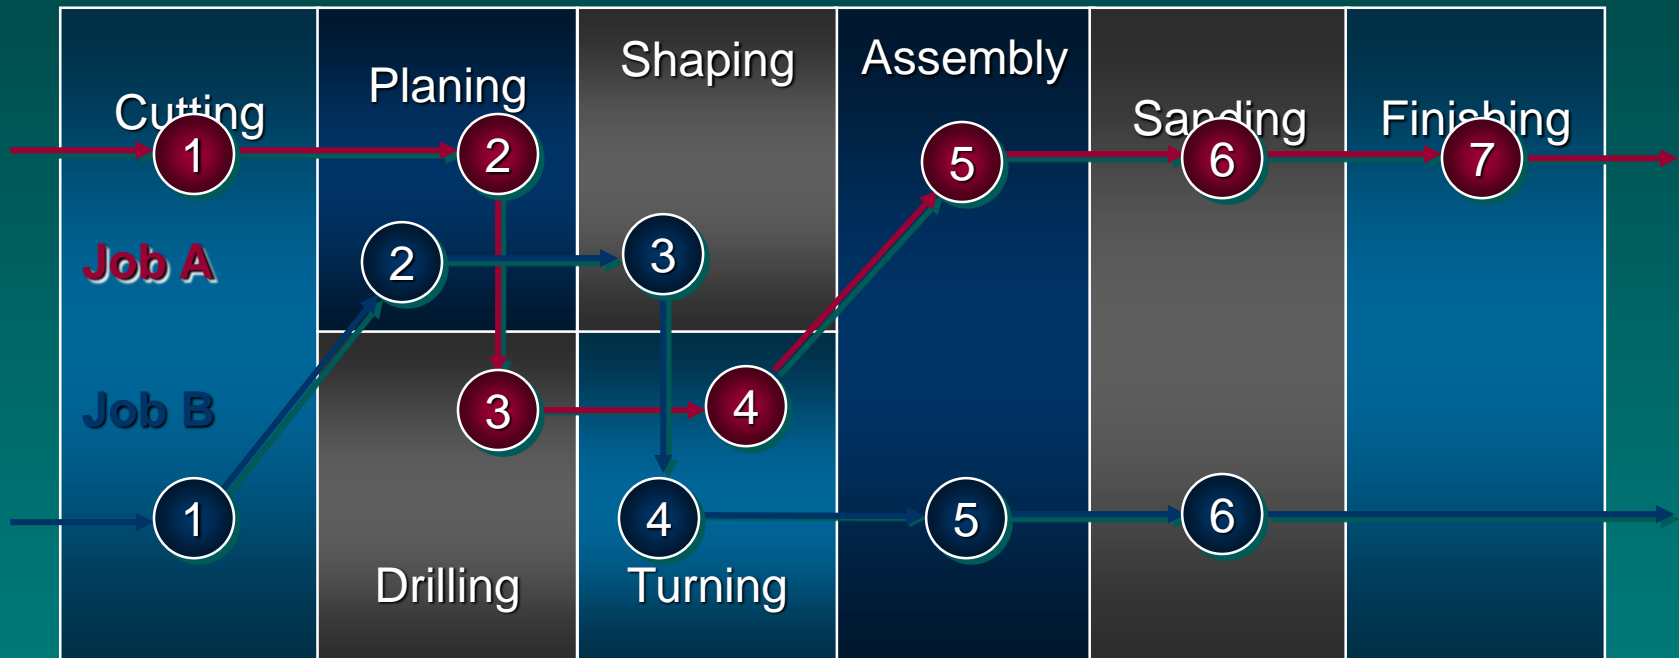 Shaping
Assembly
Planing
Cutting
Sanding
Finishing
1
2
5
6
7
Job A
2
3
Job B
3
4
1
4
5
6
Drilling
Turning